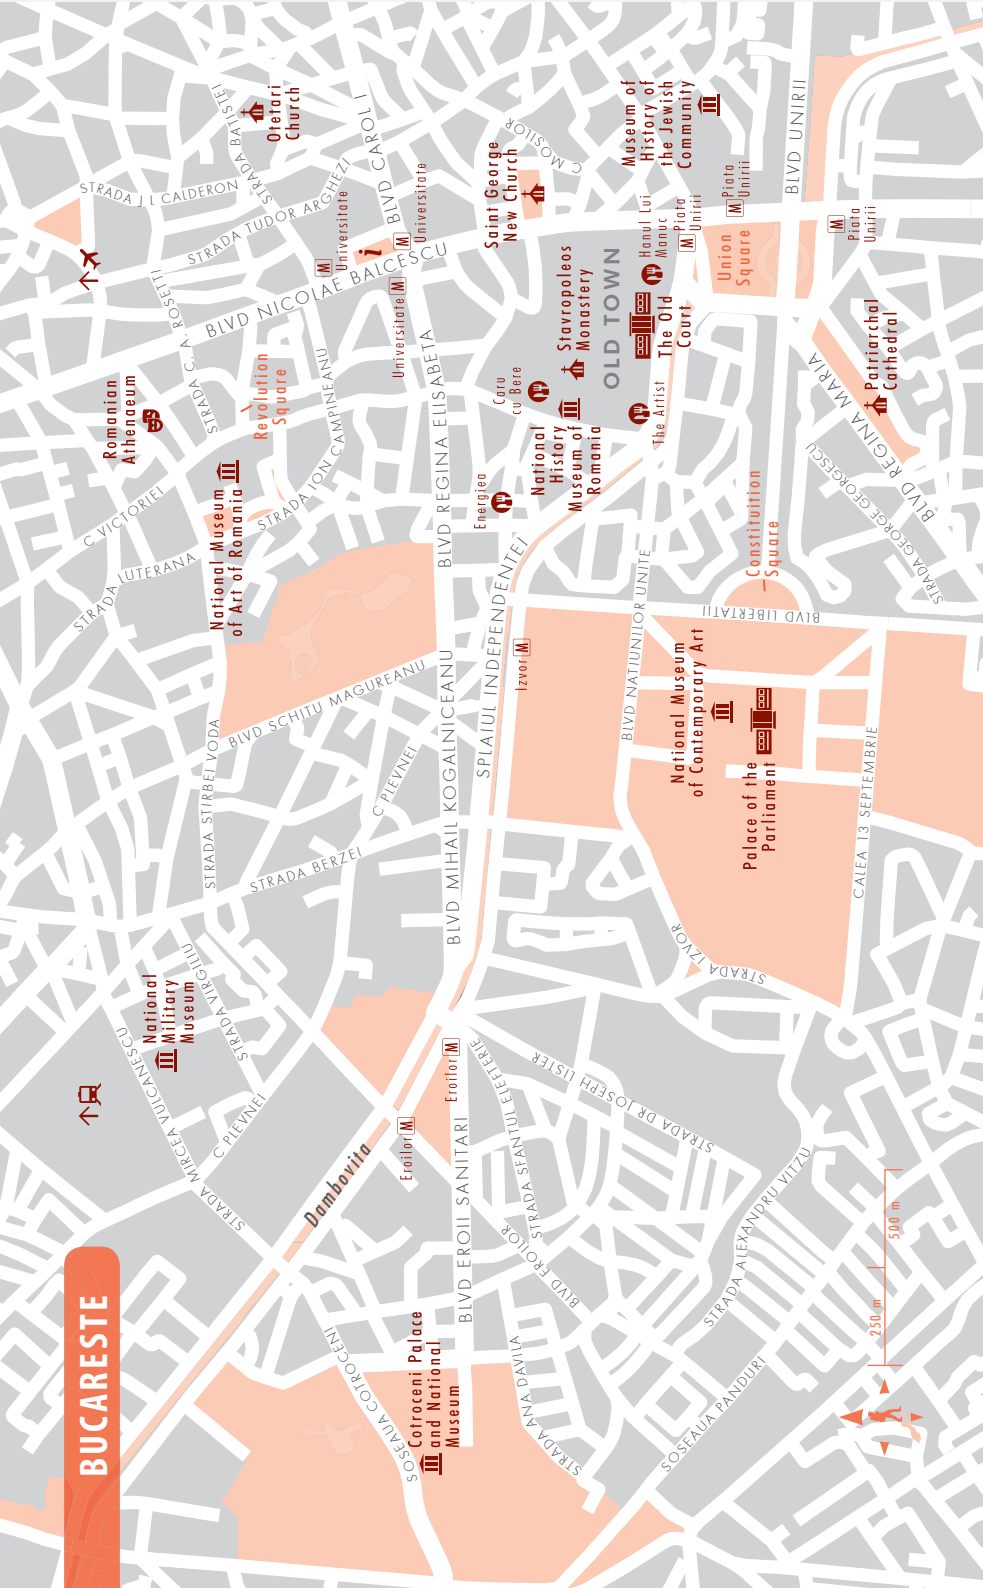 BUCARESTE
STRADA J L CALDERON
STRADA BATISTEI
Otetari
Church
STRADA TUDOR ARGHEZI
BLVD CAROL I
Universitate
Universitate
Universitate
M
M
M
i
BLVD NICOLAE BALCESCU
STRADA C. A. ROSETTI
Romanian
Athenaeum
Revolution
Square
STRADA ION CAMPINEANU
C VICTORIEI
STRADA LUTERANA
National Museum
of Art of Romania
BLVD REGINA ELISABETA
Saint George
New Church
C MOSILOR
Museum of
History of
the Jewish
Community
BLVD UNIRII
M
Piata
Unirii
M
Piata
Unirii
M
Piata
Unirii
Union
Square
Hanul Lui
Manuc
Stavropoleos
Monastery
OLD TOWN
The Old
Court
Caru
cu Bere
The Artist
National
History
Museum of
Romania
Energiea
Patriarchal
Cathedral
BLVD REGINA MARIA
STRADA GEORGE GEORGESCU
Constituition
Square
BLVD LIBERTATII
SPLAIUL INDEPENDENTEI
Izvor
M
BLVD NATIUNILOR UNITE
National Museum
of Contemporary Art
Palace of the
Parliament
CALEA 13 SEPTEMBRIE
STRADA IZVOR
BLVD SCHITU MAGUREANU
STRADA STIRBEI VODA
C PLEVNEI
STRADA BERZEI
BLVD MIHAIL KOGALNICEANU
National
Military
Museum
STRADA VIRGILIU
STRADA MIRCEA VULCANESCU
C PLEVNEI
Dambovita
Eroilor
M
Eroilor
M
STRADA SFANTUL ELEFTERIE
STRADA DR JOSEPH LISTER
BLVD EROII SANITARI
BLVD EROILOR
STRADA ALEXANDRU VITZU
SOSEAUA COTROCENI
Cotroceni Palace
and National
Museum
STRADA ANA DAVILA
SOSEAUA PANDURI
250 m
500 m